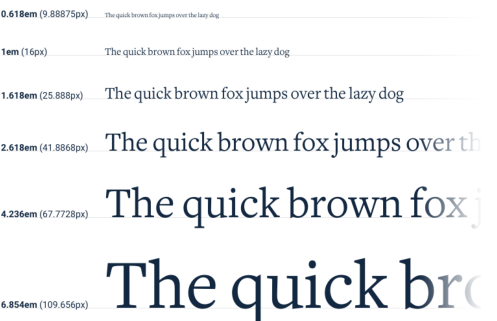 0.618em (9.88875px) The quick brown fox jumps over the lazy dog
1em (16px) The quick brown fox jumps over the lazy dog
1.618em (25.888px) The quick brown fox jumps over the lazy dog
2.618em (41.8868px) The quick brown fox jumps over th
4.236em (67.7728px) The quick brown fox j
6.854em (109.656px) The quick bro